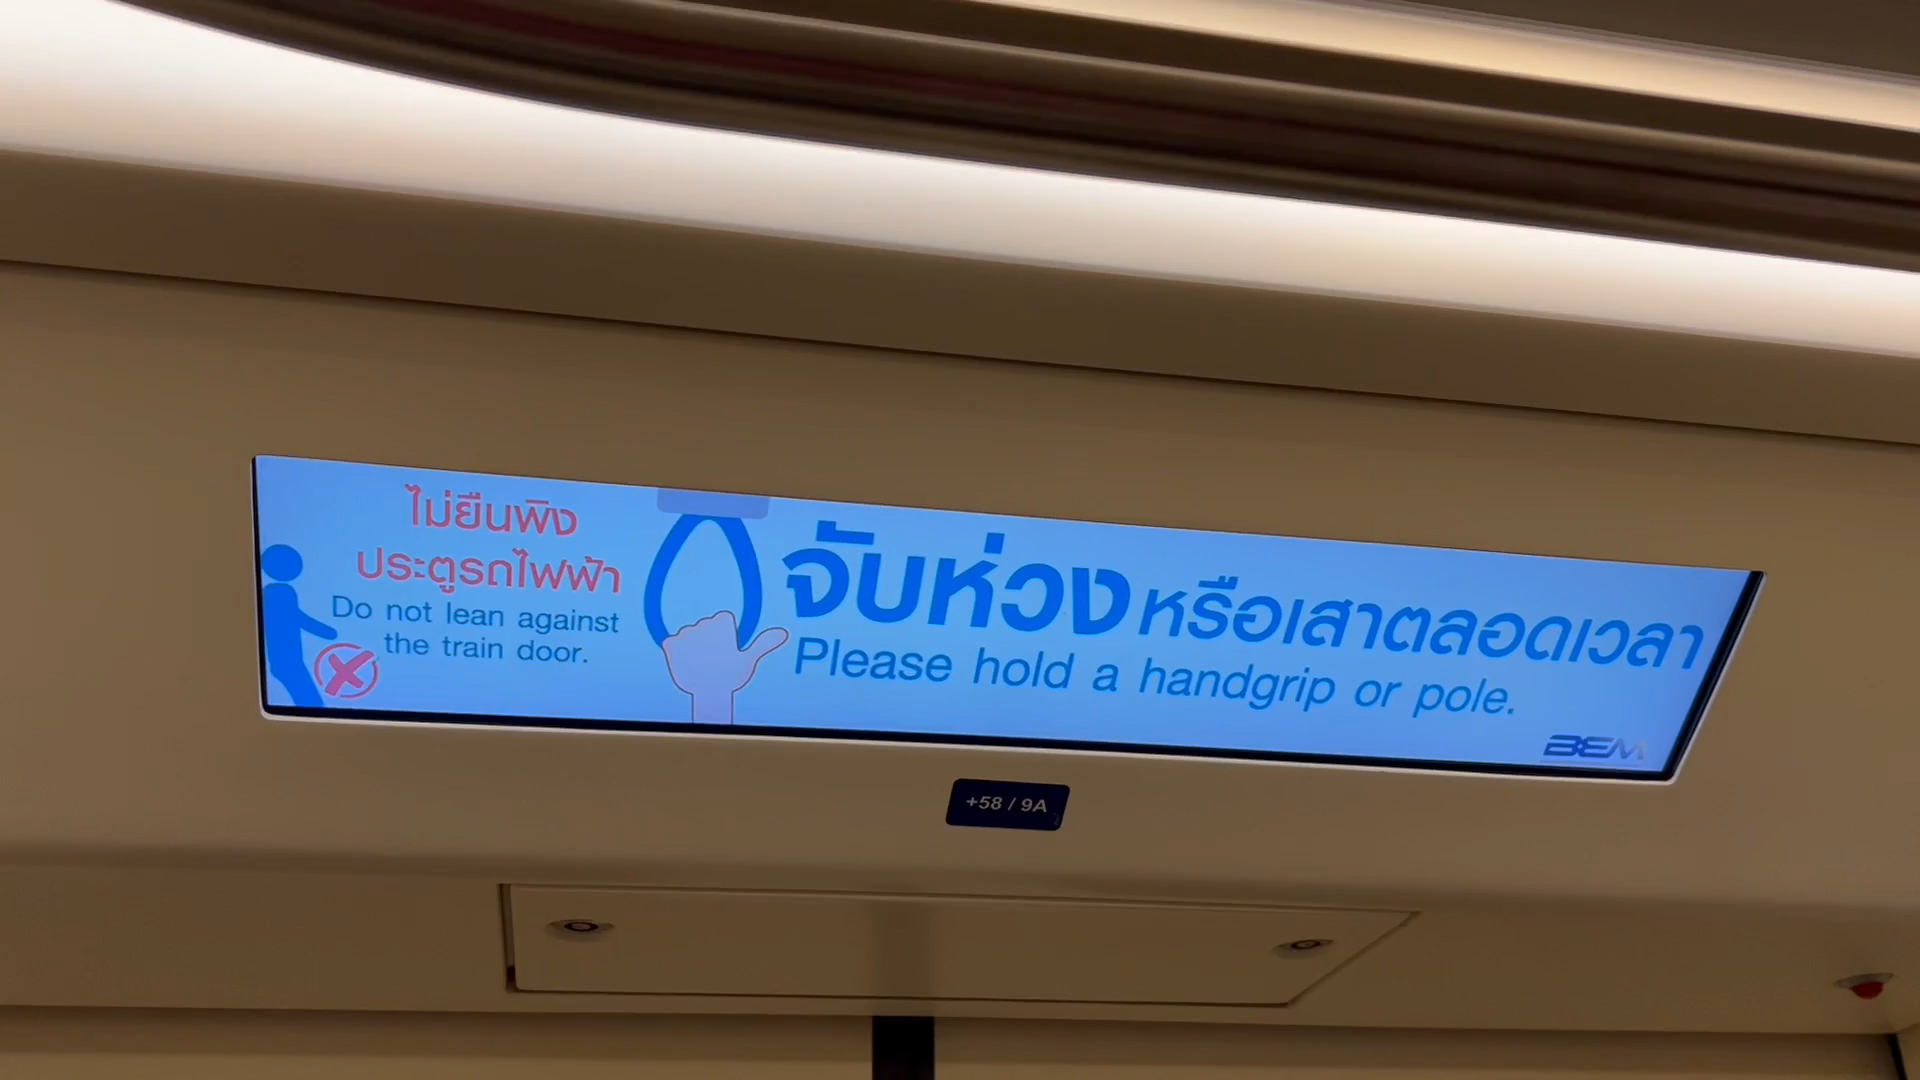 ไม่ยืนพิง
ประตูรถไฟฟ้า
Do not lean against
the train door.
จับห่วงหรือเสาตลอดเวลา
Please hold a handgrip or pole.
BEM
+58 / 9A